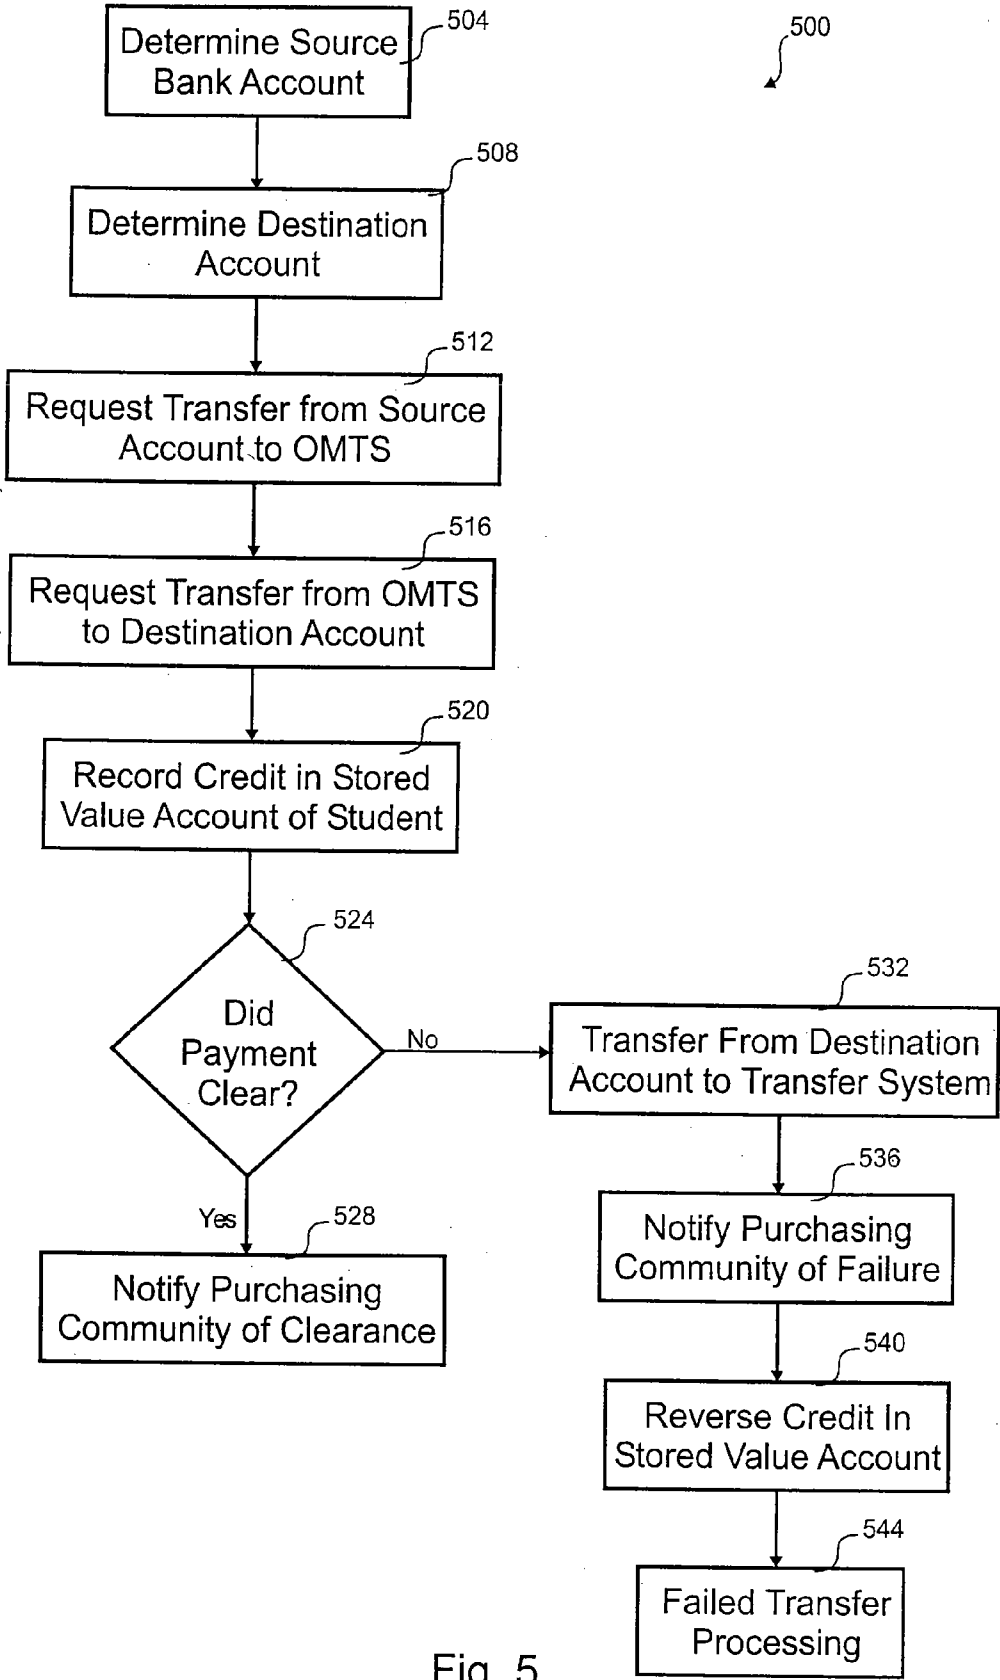 504
500
Determine Source
Bank Account
508
Determine Destination
Account
512
Request Transfer from Source
Account to OMTS
516
Request Transfer from OMTS
to Destination Account
520
Record Credit in Stored
Value Account of Student
524
Did
Payment
Clear?
No
532
Transfer From Destination
Account to Transfer System
536
Notify Purchasing
Community of Failure
Yes
528
Notify Purchasing
Community of Clearance
540
Reverse Credit In
Stored Value Account
544
Failed Transfer
Processing
Fig. 5